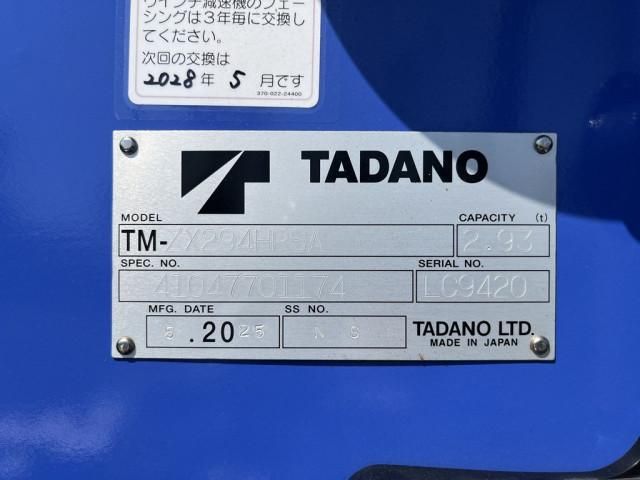 ウインチ減速機のフェー
シングは3年毎に交換し
てください。
次回の交換は
2028年 5 月です
370-022-24400
TADANO
MODEL CAPACITY (t)
TM-ZX294HRSA 2.93
SPEC. NO. SERIAL NO.
LC9420
MFG. DATE SS NO.
5 .2025 N S
TADANO LTD.
MADE IN JAPAN